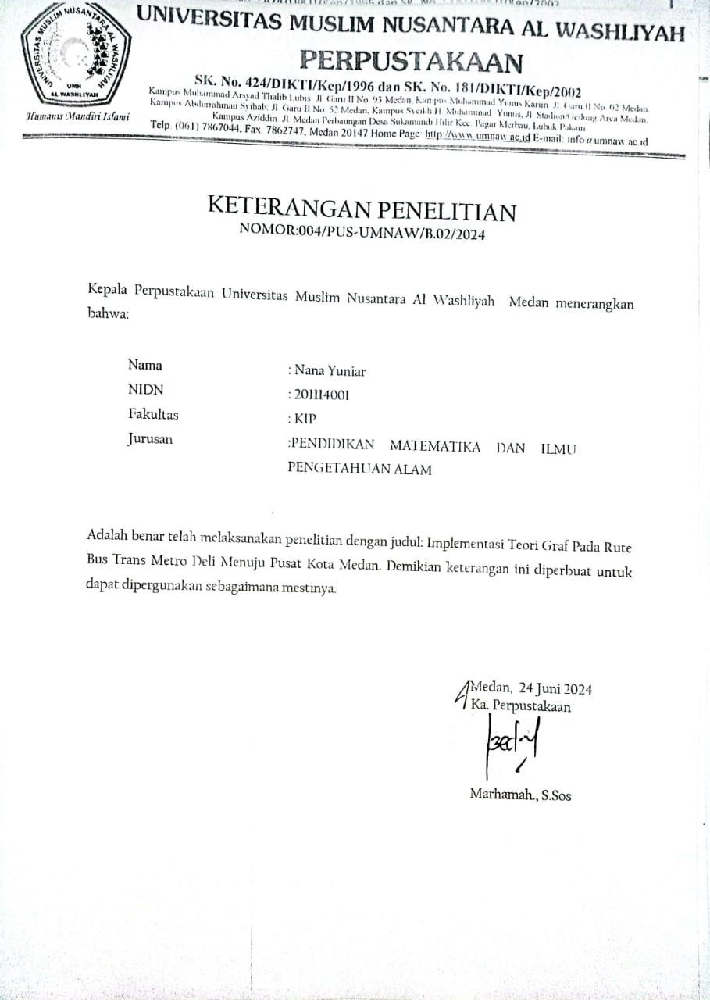 UNIVERSITAS MUSLIM NUSANTARA AL WASHLIYAH
PERPUSTAKAAN
SK. No. 424/DIKTI/Kep/1996 dan SK. No. 181/DIKTI/Kep/2002
Kampus Muhammad Arsyad Thalib Lubis Jl Garu II No. 93 Medan, Kampus Muhammad Yunus Karim Jl Garu II No. 02 Medan,
Kampus Abdurrahman Syihab, Jl Garu II No. 52 Medan, Kampus Syeikh H Muhammad Yunus, Jl Stadion/Gedung Arca Medan,
Kampus Aziddin, Jl. Medan Perbaungan Desa Sukamandi Hilir Kec. Pagar Merbau, Lubuk Pakam
Telp. (061) 7867044, Fax. 7862747, Medan 20147 Home Page: http://www.umnaw.ac.id E-mail: info@umnaw.ac.id
UNIVERSITAS MUSLIM NUSANTARA AL WASHLIYAH
UMN
AL WASHLIYAH
Humanis Mandiri Islami
KETERANGAN PENELITIAN
NOMOR:004/PUS-UMNAW/B.02/2024
Kepala Perpustakaan Universitas Muslim Nusantara Al Washliyah Medan menerangkan
bahwa:
Nama : Nana Yuniar
NIDN : 201114001
Fakultas : KIP
Jurusan :PENDIDIKAN MATEMATIKA DAN ILMU
PENGETAHUAN ALAM
Adalah benar telah melaksanakan penelitian dengan judul: Implementasi Teori Graf Pada Rute
Bus Trans Metro Deli Menuju Pusat Kota Medan. Demikian keterangan ini diperbuat untuk
dapat dipergunakan sebagaimana mestinya.
Medan, 24 Juni 2024
Ka. Perpustakaan
Marhamah., S.Sos